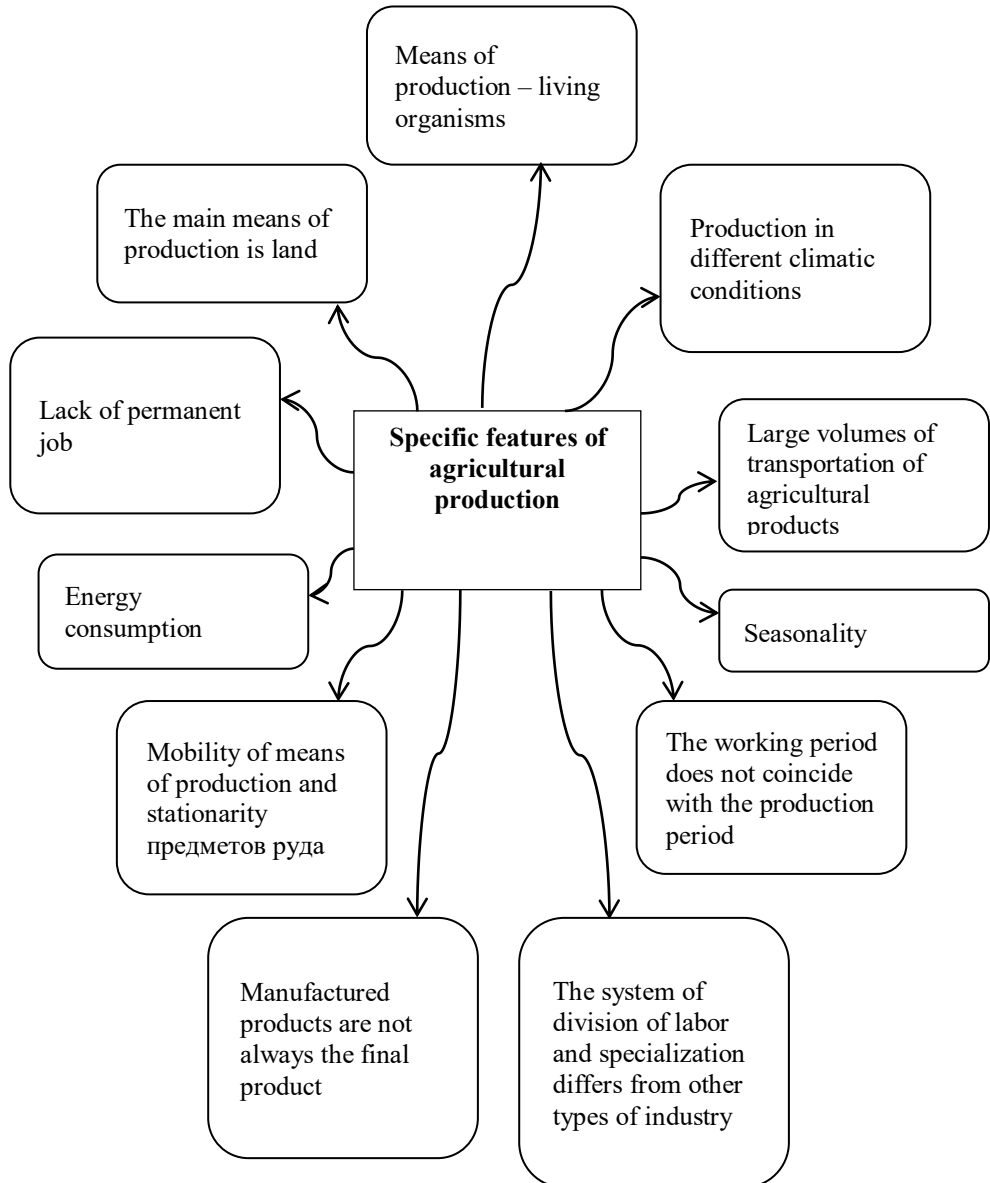 Means of
production – living
organisms
The main means of
production is land
Production in
different climatic
conditions
Lack of permanent
job
Specific features of
agricultural
production
Large volumes of
transportation of
agricultural
products
Energy
consumption
Seasonality
Mobility of means
of production and
stationarity
предметов руда
The working period
does not coincide
with the production
period
Manufactured
products are not
always the final
product
The system of
division of labor
and specialization
differs from other
types of industry